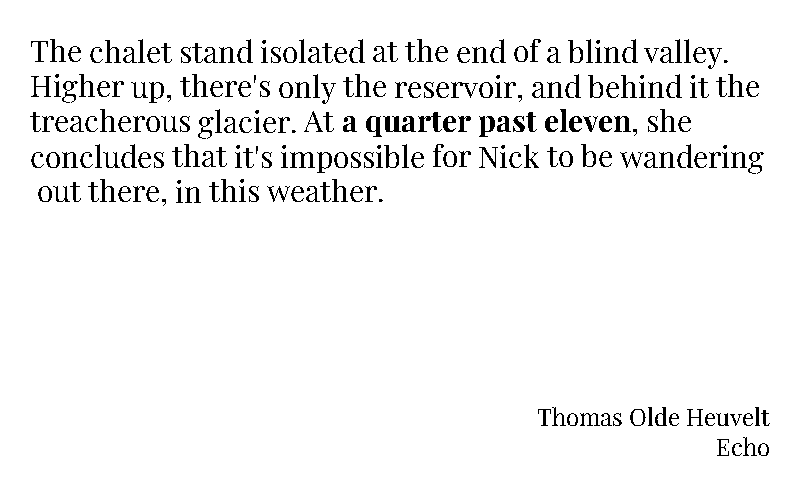 The chalet stand isolated at the end of a blind valley.
Higher up, there's only the reservoir, and behind it the
treacherous glacier. At a quarter past eleven, she
concludes that it's impossible for Nick to be wandering
out there, in this weather.
Thomas Olde Heuvelt
Echo